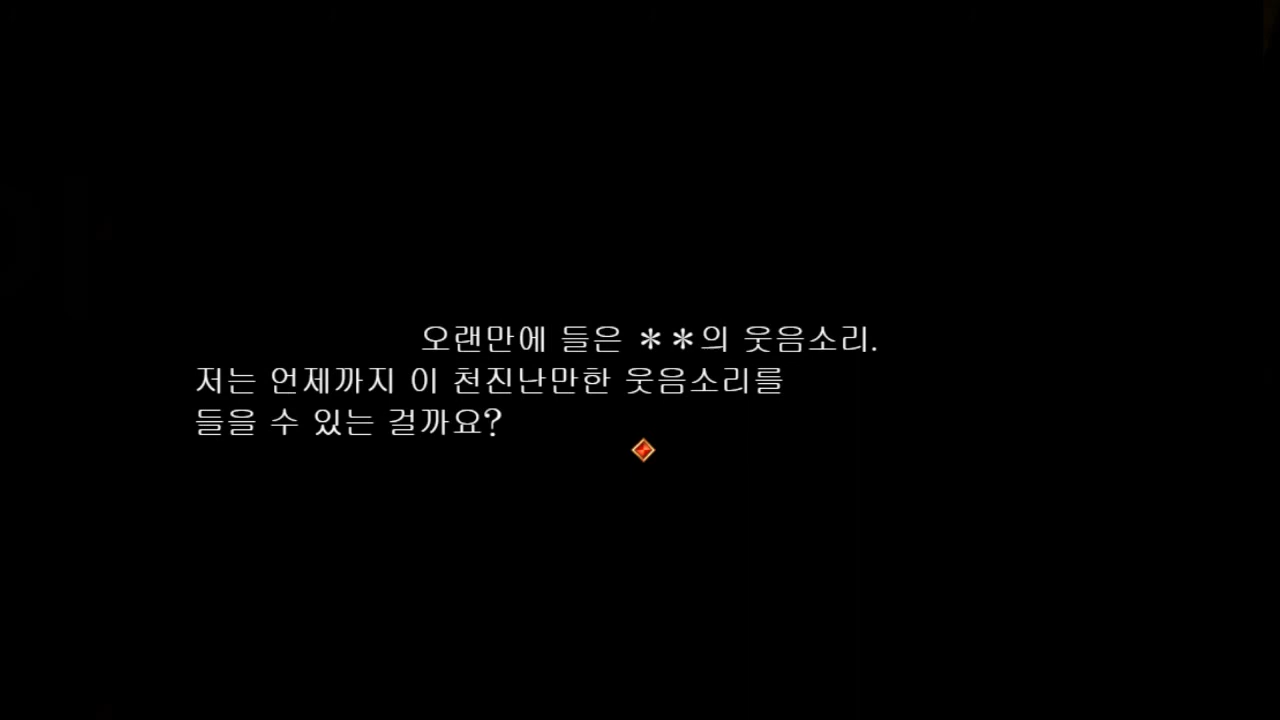 오랜만에 들은 ＊＊의 웃음소리.
저는 언제까지 이 천진난만한 웃음소리를
들을 수 있는 걸까요?